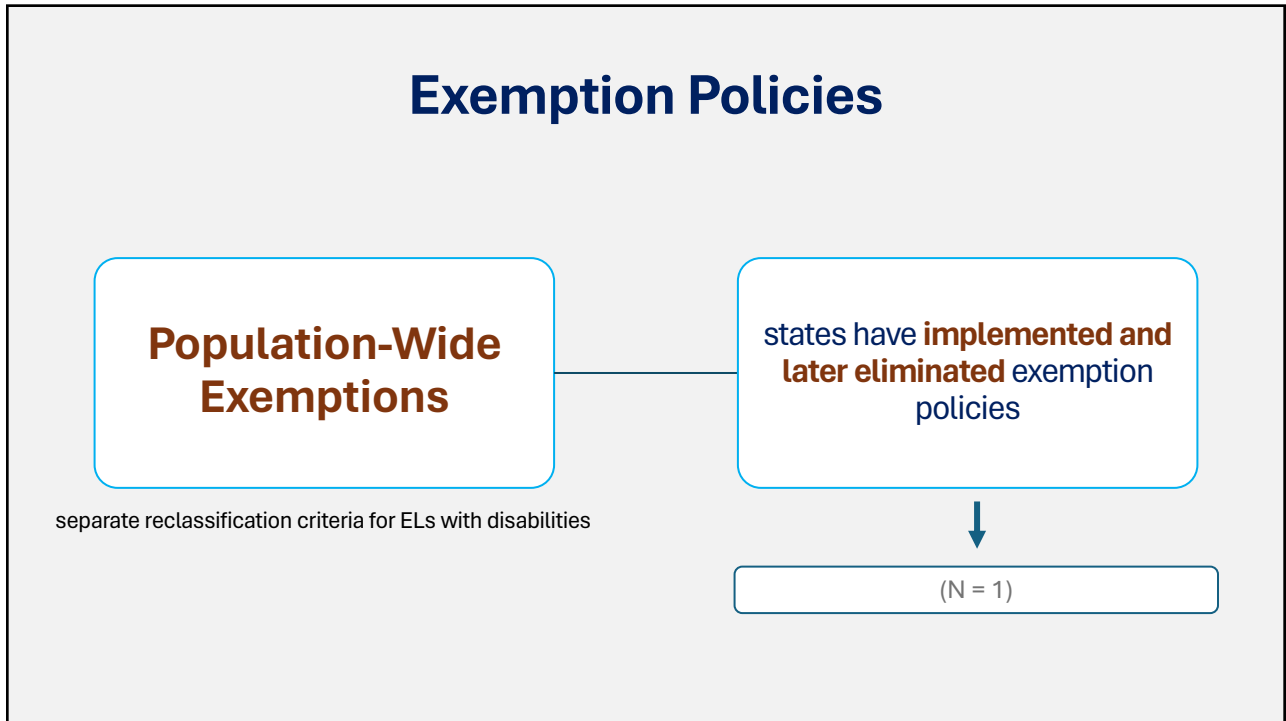 Exemption Policies
Population-Wide
Exemptions
separate reclassification criteria for ELs with disabilities
states have implemented and
later eliminated exemption
policies
(N = 1)